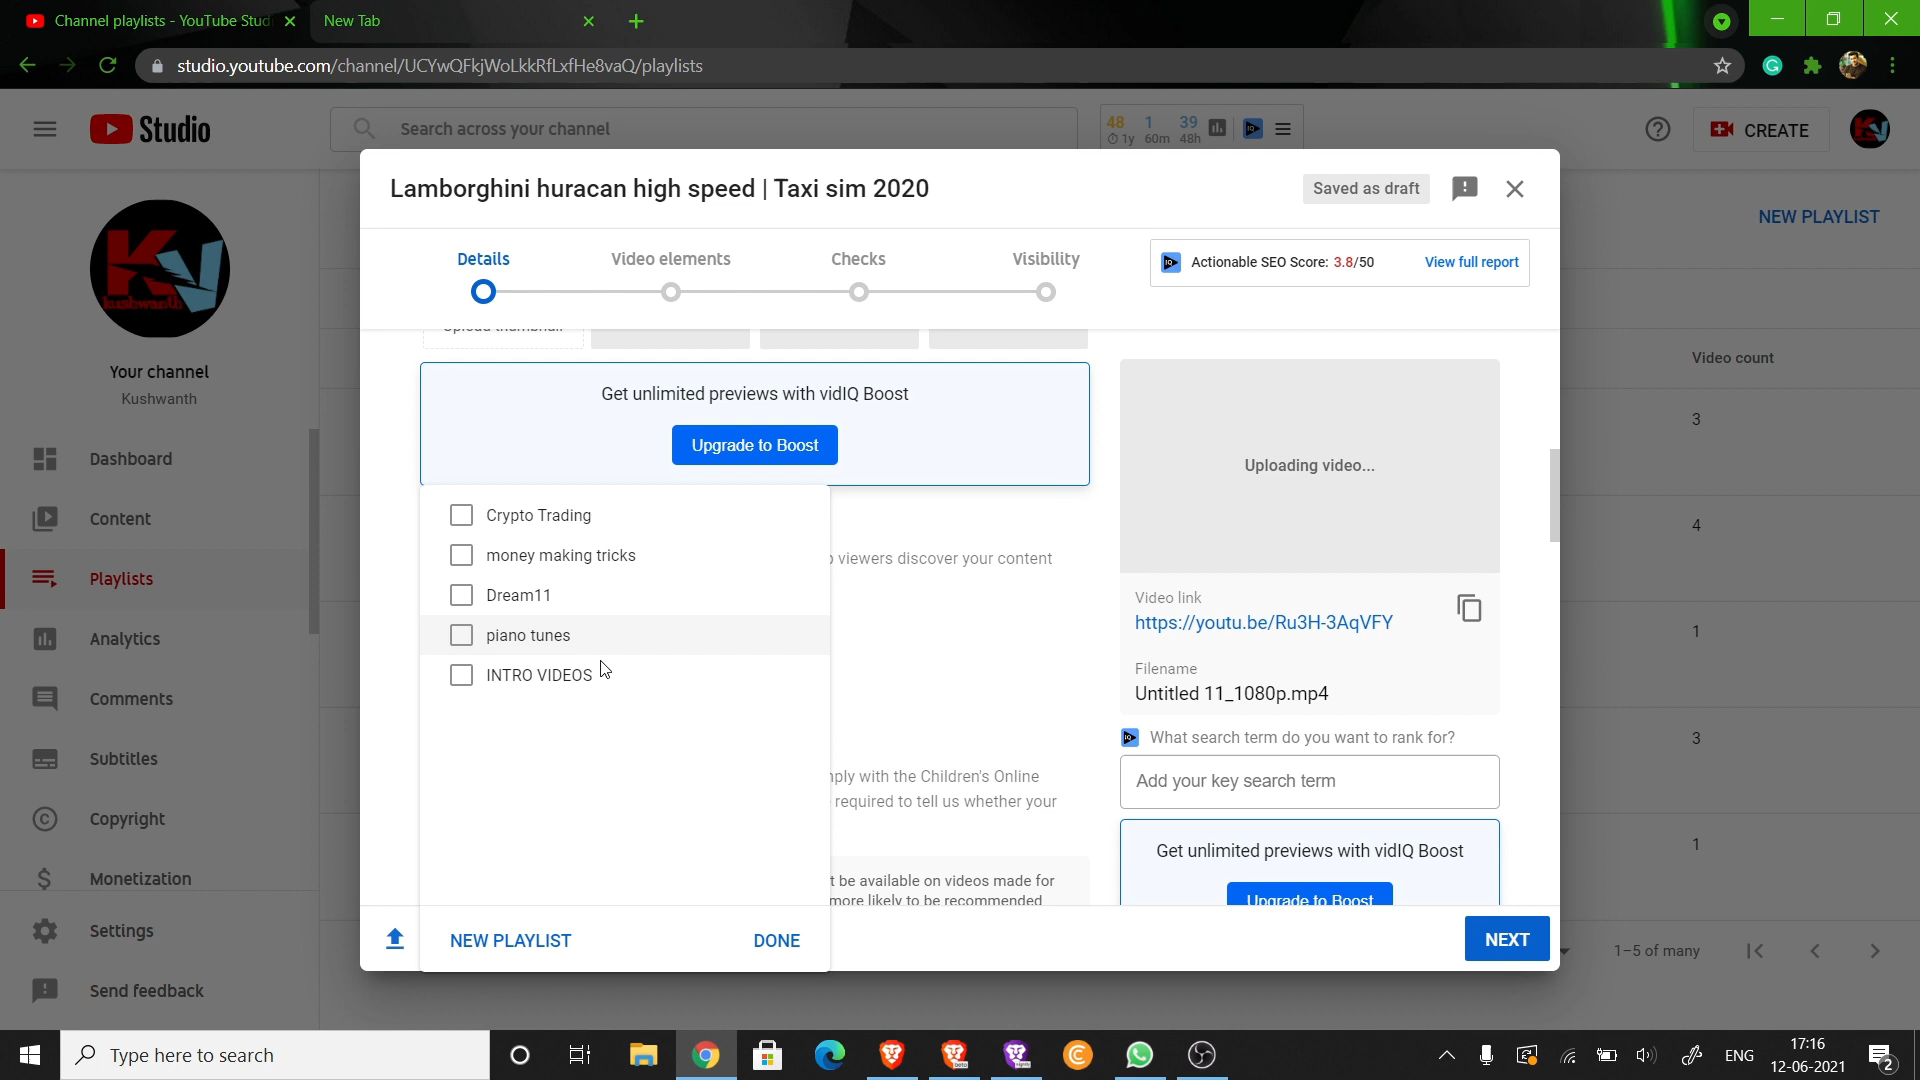 Channel playlists - YouTube Studi
New Tab
studio.youtube.com/channel/UCYwQFkjWoLkkRfLxfHe8vaQ/playlists
Studio
Search across your channel
48 1 39
1y 60m 48h
CREATE
Lamborghini huracan high speed | Taxi sim 2020
Saved as draft
NEW PLAYLIST
Details
Video elements
Checks
Visibility
Actionable SEO Score: 3.8/50
View full report
KV
kushwanth
Your channel
Kushwanth
Dashboard
Content
Playlists
Analytics
Comments
Subtitles
Copyright
Monetization
Settings
Send feedback
Upload thumbnail
Get unlimited previews with vidIQ Boost
Upgrade to Boost
Crypto Trading
money making tricks
Dream11
piano tunes
INTRO VIDEOS
viewers discover your content
mply with the Children's Online
required to tell us whether your
t be available on videos made for
more likely to be recommended
NEW PLAYLIST
DONE
Uploading video...
Video link
https://youtu.be/Ru3H-3AqVFY
Filename
Untitled 11_1080p.mp4
What search term do you want to rank for?
Add your key search term
Get unlimited previews with vidIQ Boost
Upgrade to Boost
NEXT
Video count
3
4
1
3
1
1–5 of many
Type here to search
ENG
17:16
12-06-2021
2